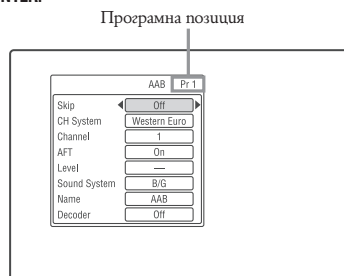 Програмна позиция
AAB Pr 1
Skip Off
CH System Western Euro
Channel 1
AFT On
Level —
Sound System B/G
Name AAB
Decoder Off